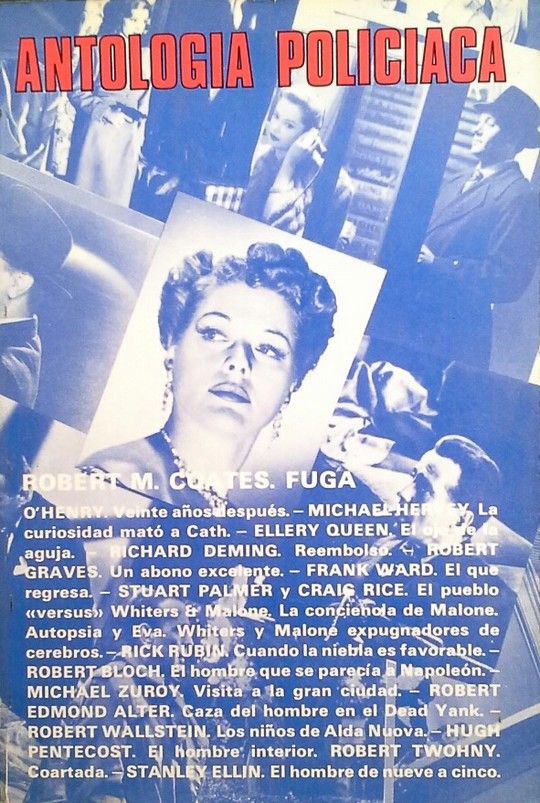 ANTOLOGIA POLICIACA
ROBERT M. COATES. FUGA
O'HENRY. Veinte años después. – MICHAEL HERVEY. La
curiosidad mató a Cath. – ELLERY QUEEN. El ojo de la
aguja. – RICHARD DEMING. Reembolso. – ROBERT
GRAVES. Un abono excelente. – FRANK WARD. El que
regresa. – STUART PALMER y CRAIG RICE. El pueblo
«versus» Whiters & Malone. La conciencia de Malone.
Autopsia y Eva. Whiters y Malone expugnadores de
cerebros. – RICK RUBIN. Cuando la niebla es favorable. –
ROBERT BLOCH. El hombre que se parecía a Napoleón. –
MICHAEL ZUROY. Visita a la gran ciudad. – ROBERT
EDMOND ALTER. Caza del hombre en el Dead Yank. –
ROBERT WALLSTEIN. Los niños de Alda Nuova. – HUGH
PENTECOST. El hombre interior. ROBERT TWOHNY.
Coartada. – STANLEY ELLIN. El hombre de nueve a cinco.